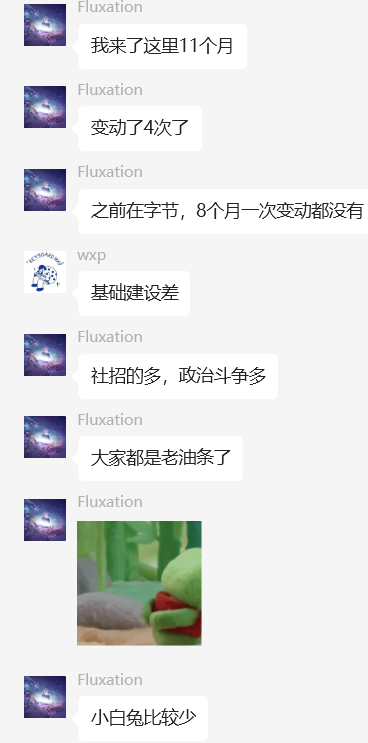 Fluxation
我来了这里11个月
Fluxation
变动了4次了
Fluxation
之前在字节，8个月一次变动都没有
wxp
基础建设差
Fluxation
社招的多，政治斗争多
Fluxation
大家都是老油条了
Fluxation
Fluxation
小白兔比较少